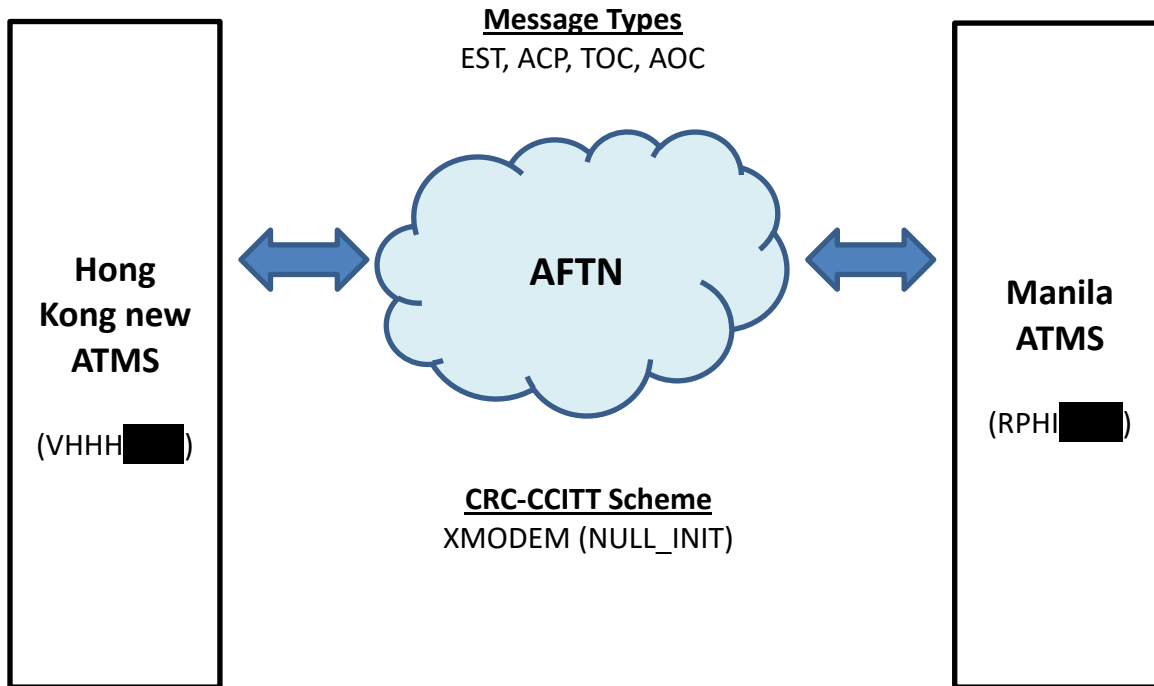 Message Types
EST, ACP, TOC, AOC
Hong
Kong new
ATMS
(VHHH )
AFTN
Manila
ATMS
(RPHI )
CRC-CCITT Scheme
XMODEM (NULL_INIT)